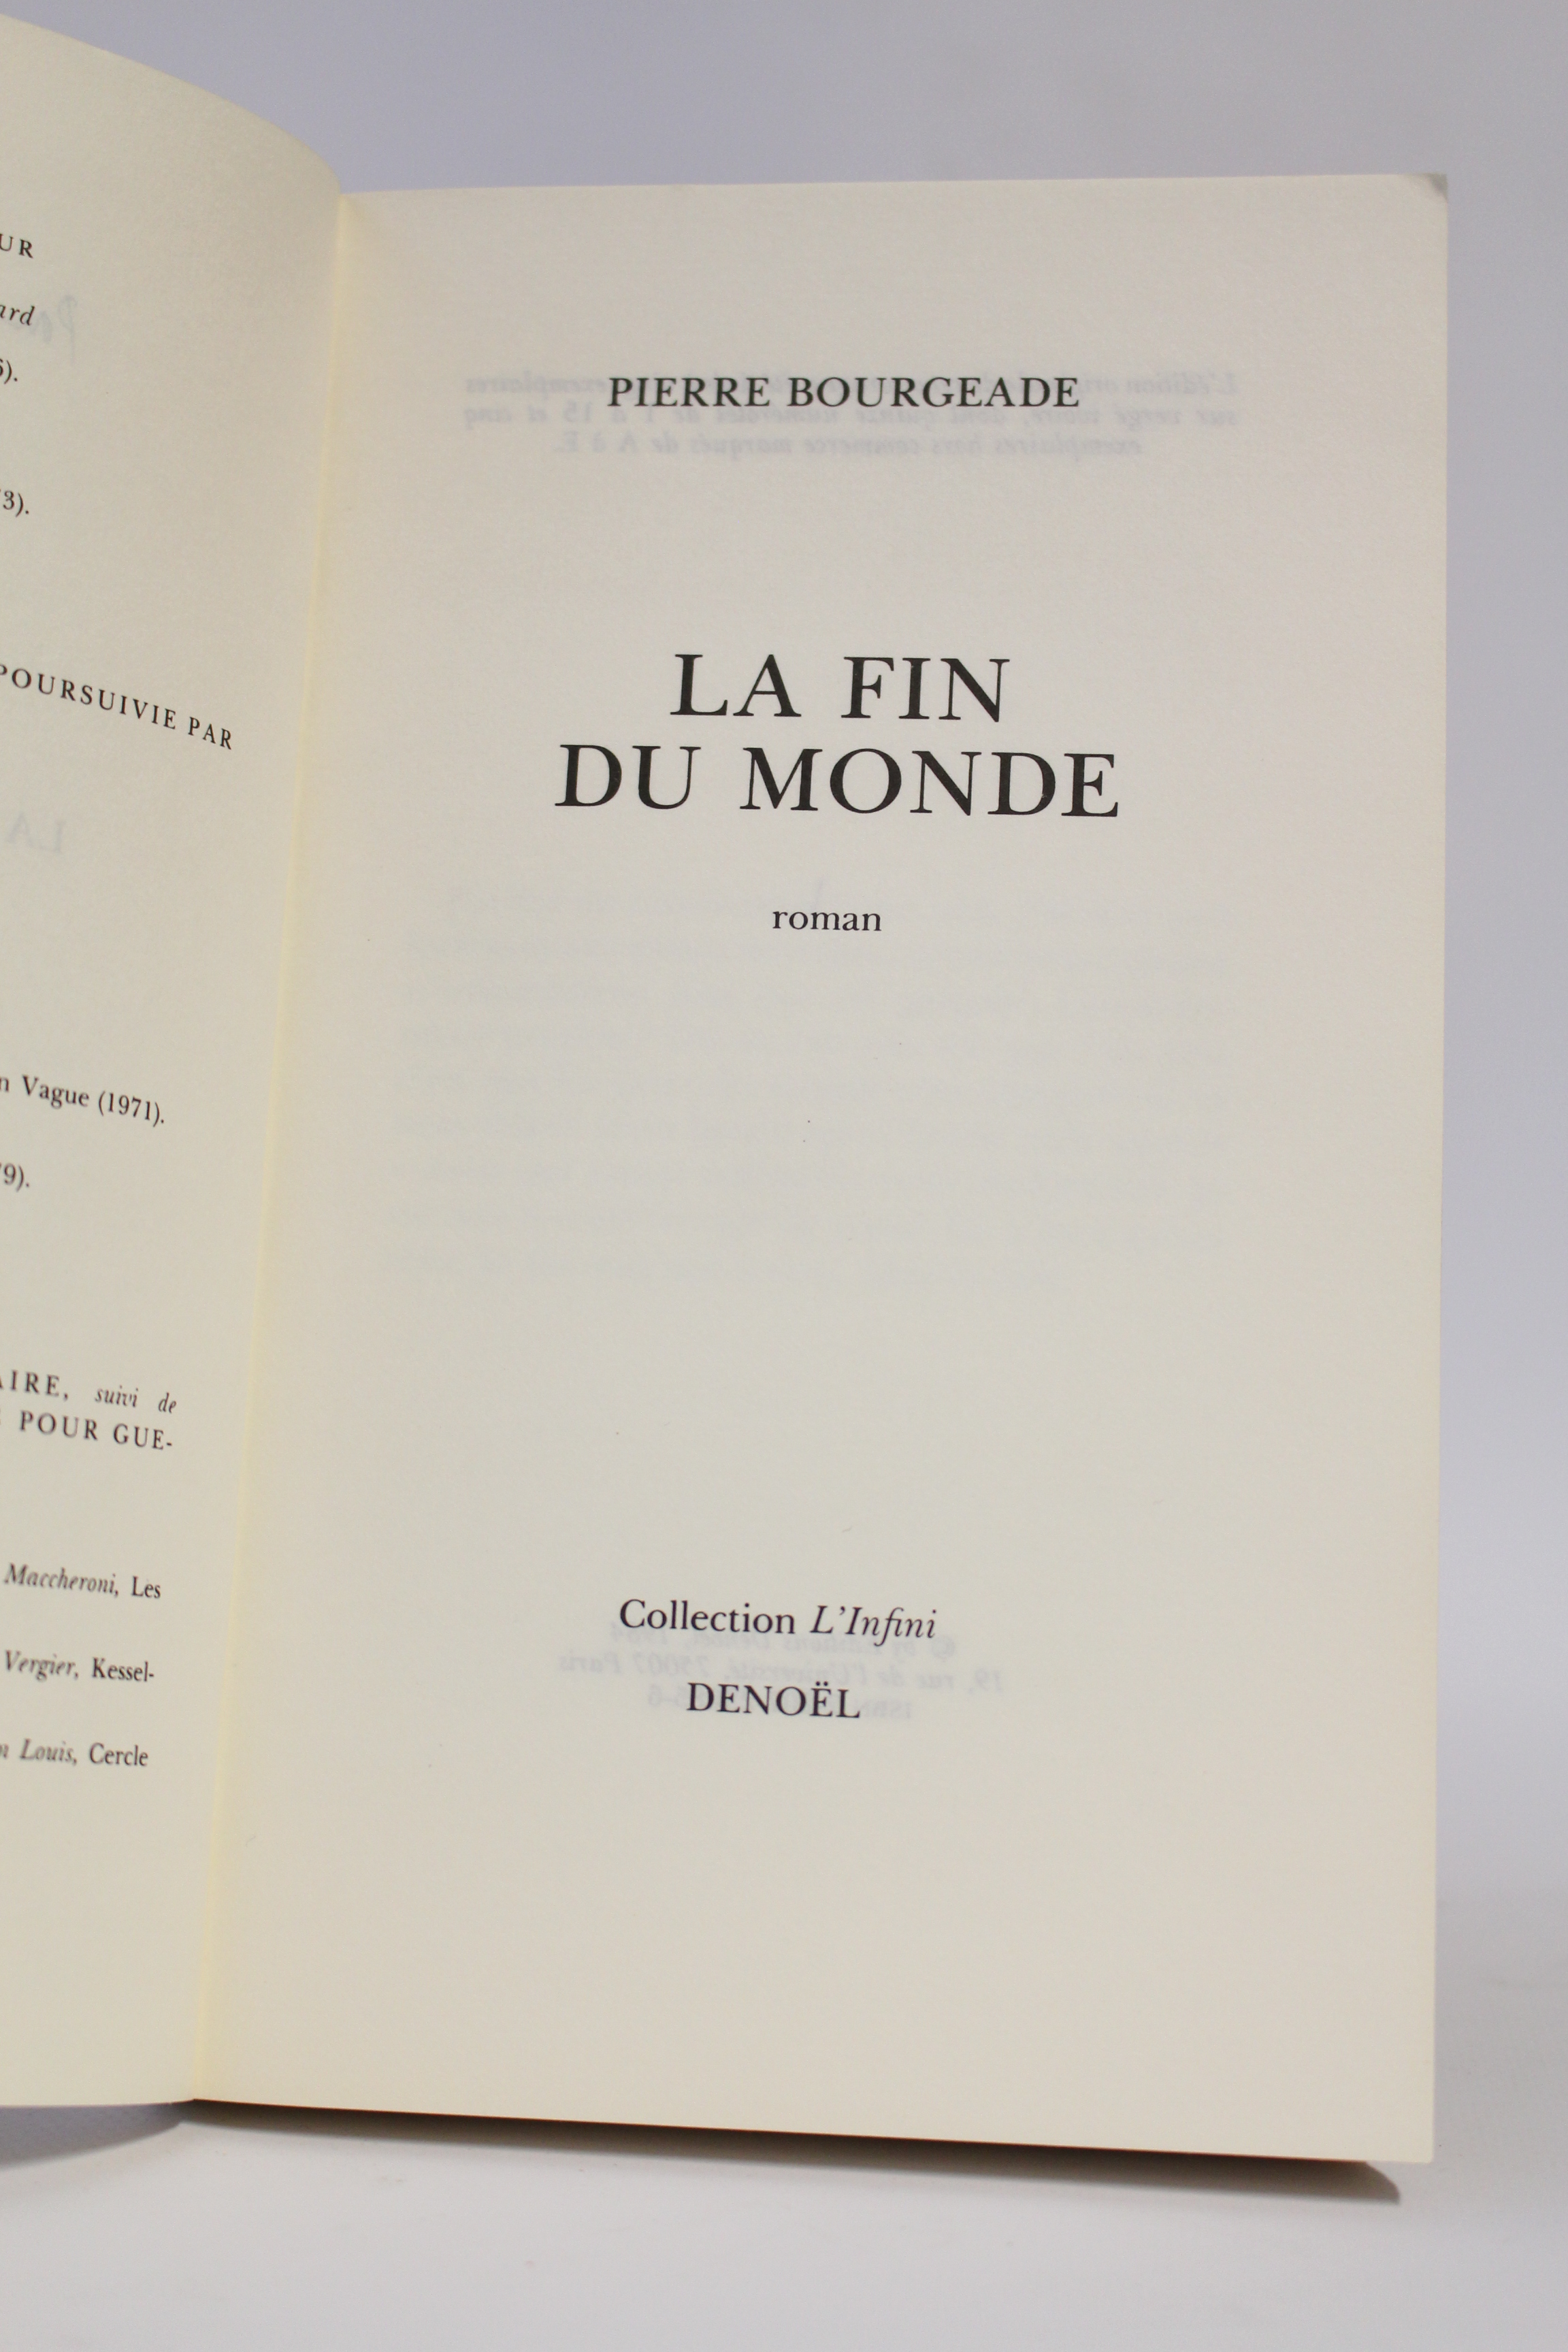 UR
ard
3).
POURSUIVIE PAR
Vague (1971).
9).
AIRE, suivi de
POUR GUE-
Maccheroni, Les
Vergier, Kessel-
Louis, Cercle
PIERRE BOURGEADE
LA FIN
DU MONDE
roman
Collection L'Infini
DENOËL